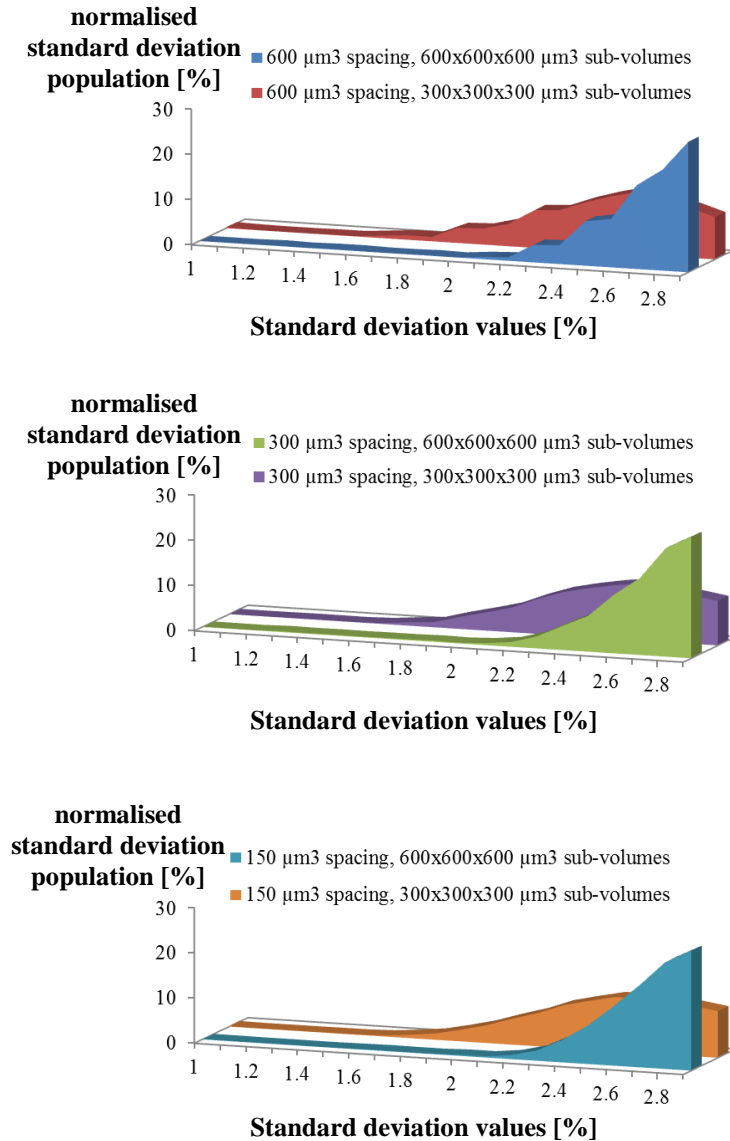 normalised
standard deviation
population [%]
600 µm3 spacing, 600x600x600 µm3 sub-volumes
600 µm3 spacing, 300x300x300 µm3 sub-volumes
30
20
10
0
1 1.2 1.4 1.6 1.8 2 2.2 2.4 2.6 2.8
Standard deviation values [%]
normalised
standard deviation
population [%]
300 µm3 spacing, 600x600x600 µm3 sub-volumes
300 µm3 spacing, 300x300x300 µm3 sub-volumes
30
20
10
0
1 1.2 1.4 1.6 1.8 2 2.2 2.4 2.6 2.8
Standard deviation values [%]
normalised
standard deviation
population [%]
150 µm3 spacing, 600x600x600 µm3 sub-volumes
150 µm3 spacing, 300x300x300 µm3 sub-volumes
30
20
10
0
1 1.2 1.4 1.6 1.8 2 2.2 2.4 2.6 2.8
Standard deviation values [%]